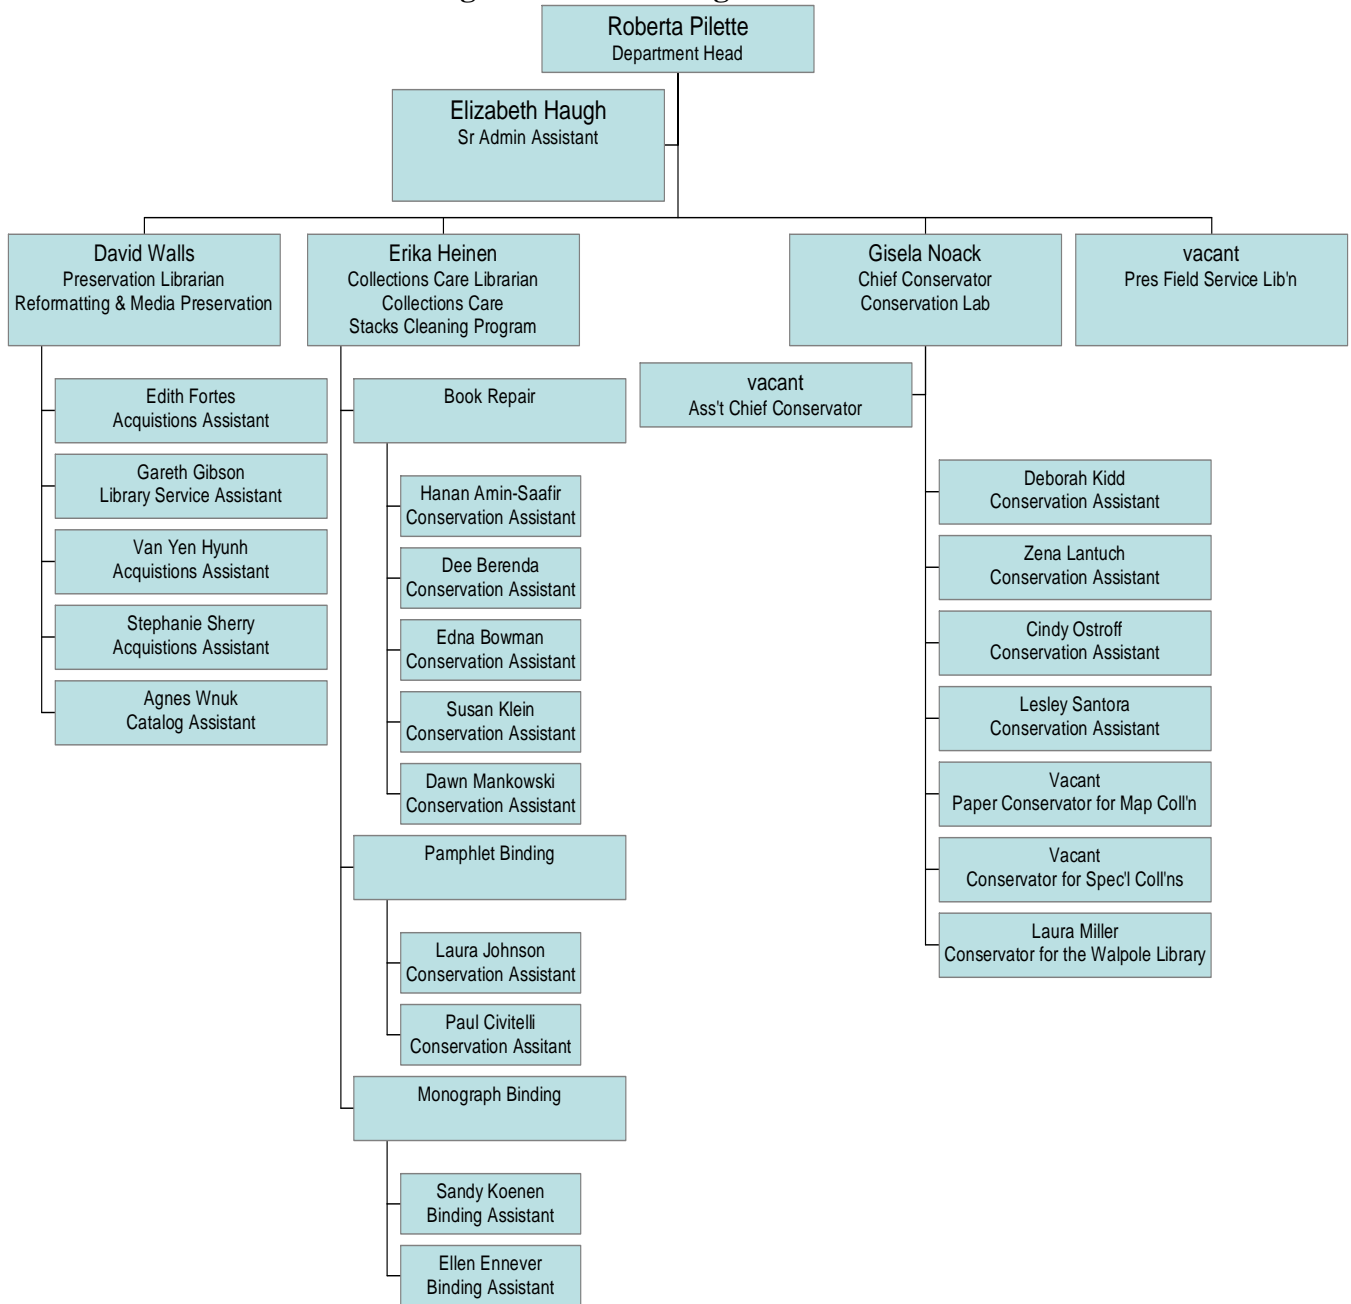 Roberta Pilette
Department Head
Elizabeth Haugh
Sr Admin Assistant
David Walls
Preservation Librarian
Reformatting & Media Preservation
Erika Heinen
Collections Care Librarian
Collections Care
Stacks Cleaning Program
Gisela Noack
Chief Conservator
Conservation Lab
vacant
Pres Field Service Lib'n
Edith Fortes
Acquistions Assistant
Gareth Gibson
Library Service Assistant
Van Yen Hyunh
Acquistions Assistant
Stephanie Sherry
Acquistions Assistant
Agnes Wnuk
Catalog Assistant
Book Repair
Hanan Amin-Saafir
Conservation Assistant
Dee Berenda
Conservation Assistant
Edna Bowman
Conservation Assistant
Susan Klein
Conservation Assistant
Dawn Mankowski
Conservation Assistant
Pamphlet Binding
Laura Johnson
Conservation Assistant
Paul Civitelli
Conservation Assitant
Monograph Binding
Sandy Koenen
Binding Assistant
Ellen Ennever
Binding Assistant
vacant
Ass't Chief Conservator
Deborah Kidd
Conservation Assistant
Zena Lantuch
Conservation Assistant
Cindy Ostroff
Conservation Assistant
Lesley Santora
Conservation Assistant
Vacant
Paper Conservator for Map Coll'n
Vacant
Conservator for Spec'l Coll'ns
Laura Miller
Conservator for the Walpole Library